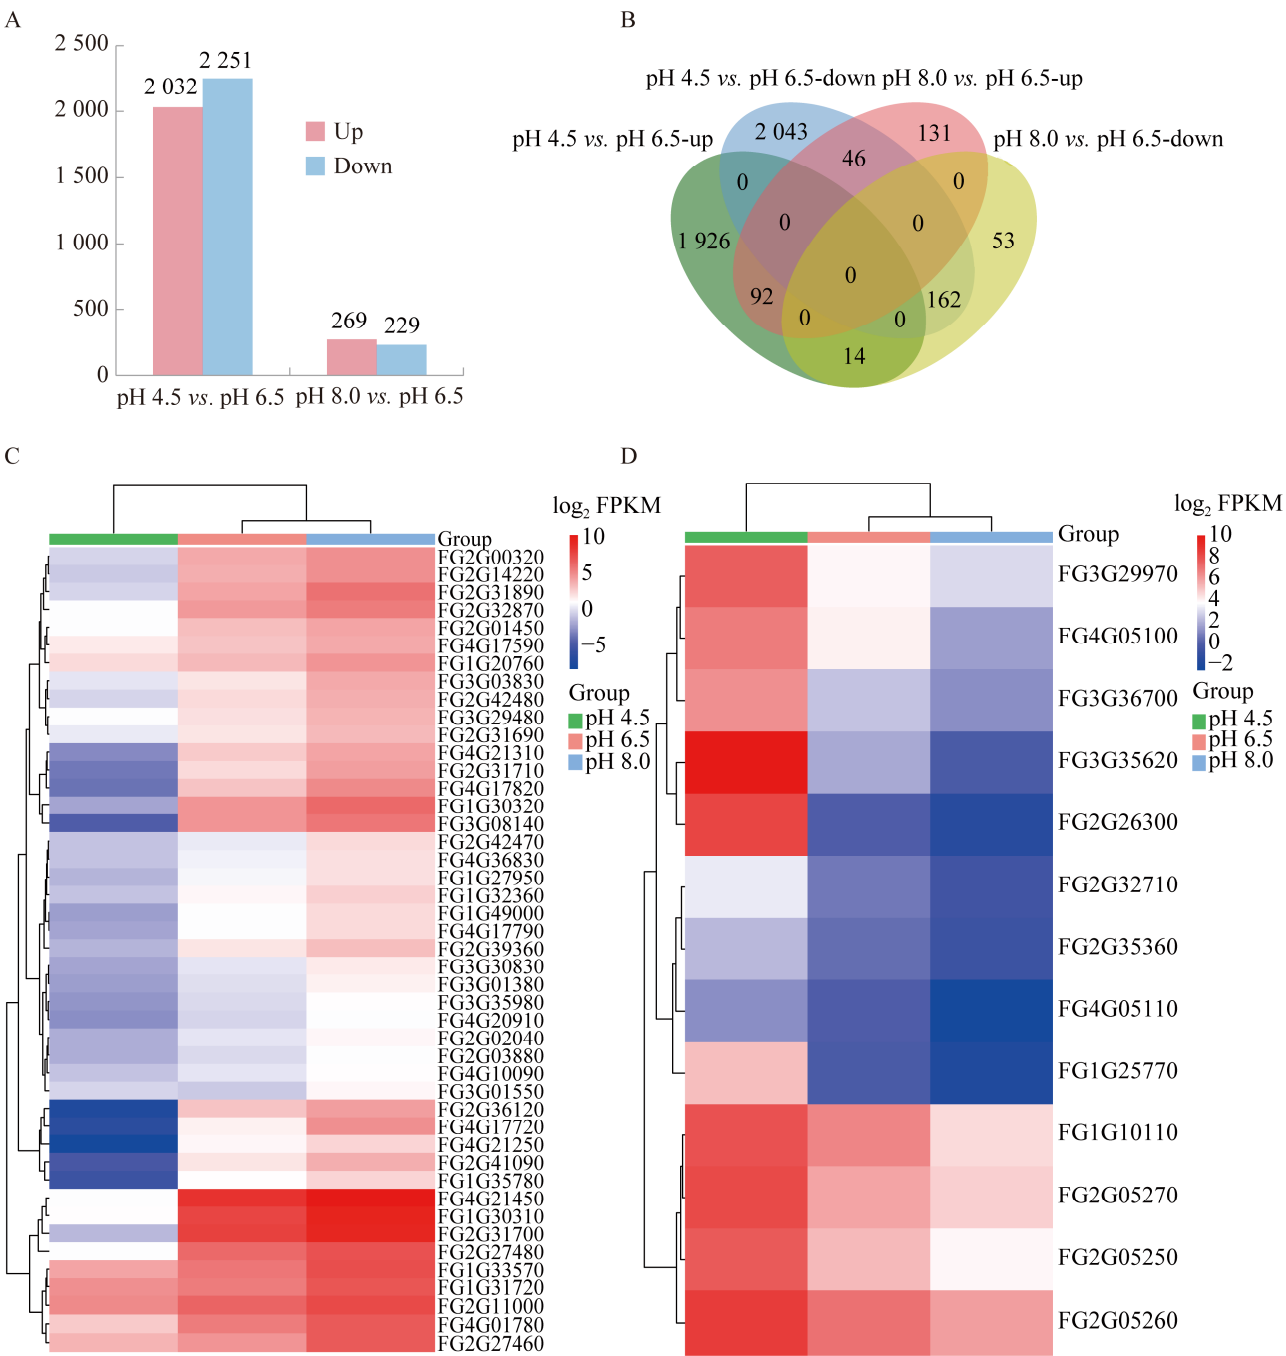 A
2 500
2 000
1 500
1 000
500
0
2 032
2 251
269
229
Up
Down
pH 4.5 vs. pH 6.5
pH 8.0 vs. pH 6.5
B
pH 4.5 vs. pH 6.5-down pH 8.0 vs. pH 6.5-up
pH 4.5 vs. pH 6.5-up
pH 8.0 vs. pH 6.5-down
2 043
131
46
0
0
0
0
1 926
53
0
92
162
0
0
14
C
log2 FPKM
10
5
0
−5
Group
pH 4.5
pH 6.5
pH 8.0
Group
FG2G00320
FG2G14220
FG2G31890
FG2G32870
FG2G01450
FG4G17590
FG1G20760
FG3G03830
FG2G42480
FG3G29480
FG2G31690
FG4G21310
FG2G31710
FG4G17820
FG1G30320
FG3G08140
FG2G42470
FG4G36830
FG1G27950
FG1G32360
FG1G49000
FG4G17790
FG2G39360
FG3G30830
FG3G01380
FG3G35980
FG4G20910
FG2G02040
FG2G03880
FG4G10090
FG3G01550
FG2G36120
FG4G17720
FG4G21250
FG2G41090
FG1G35780
FG4G21450
FG1G30310
FG2G31700
FG2G27480
FG1G33570
FG1G31720
FG2G11000
FG4G01780
FG2G27460
D
log2 FPKM
10
8
6
4
2
0
−2
Group
pH 4.5
pH 6.5
pH 8.0
Group
FG3G29970
FG4G05100
FG3G36700
FG3G35620
FG2G26300
FG2G32710
FG2G35360
FG4G05110
FG1G25770
FG1G10110
FG2G05270
FG2G05250
FG2G05260